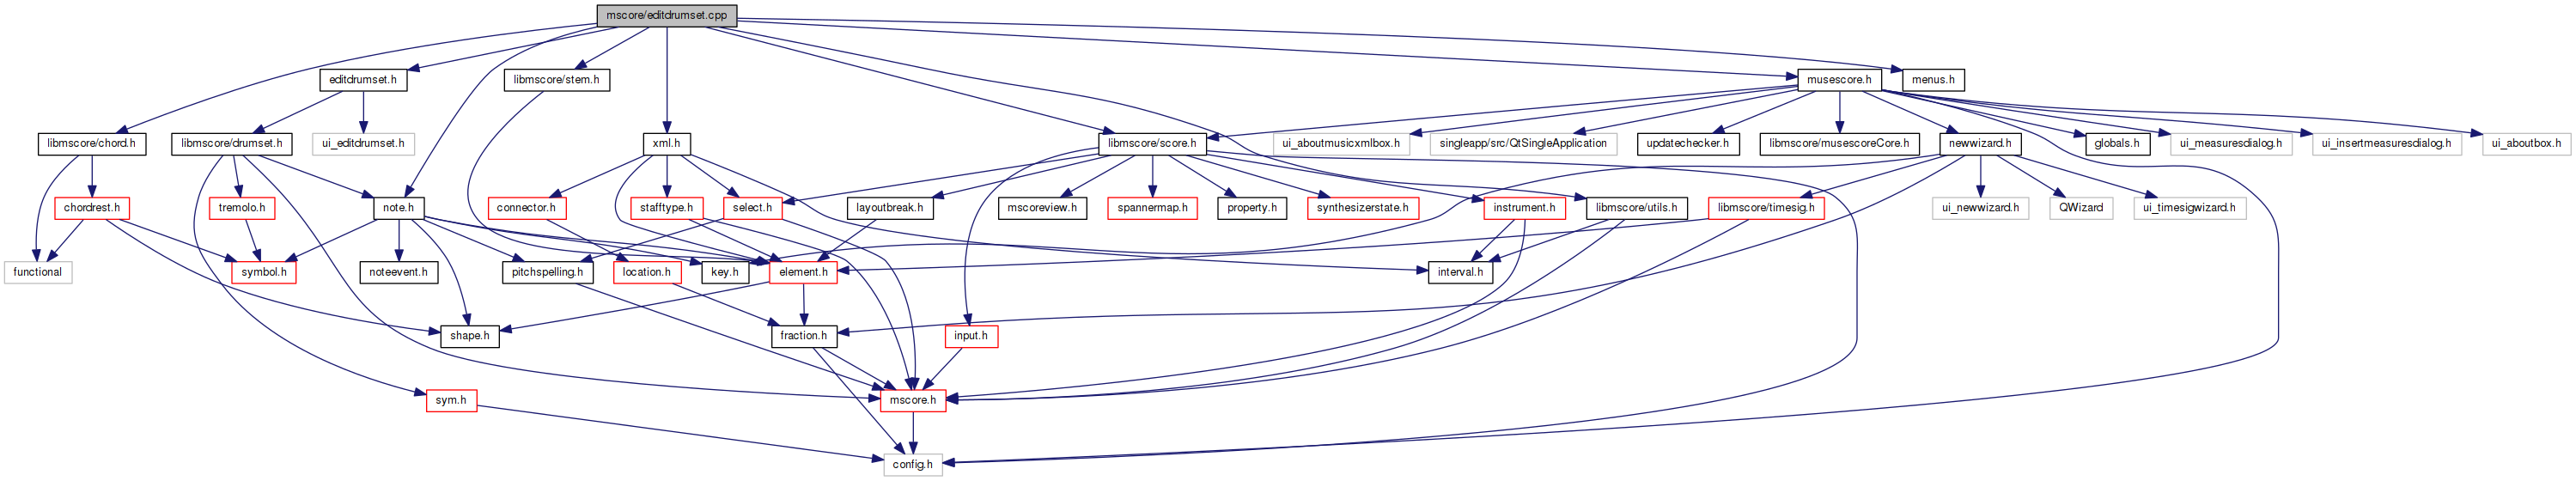 mscore/editdrumset.cpp
editdrumset.h
libmscore/stem.h
musescore.h
menus.h
libmscore/chord.h
libmscore/drumset.h
ui_editdrumset.h
xml.h
libmscore/score.h
ui_aboutmusicxmlbox.h
singleapp/src/QtSingleApplication
updatechecker.h
libmscore/musescoreCore.h
newwizard.h
globals.h
ui_measuresdialog.h
ui_insertmeasuresdialog.h
ui_aboutbox.h
chordrest.h
tremolo.h
note.h
connector.h
stafftype.h
select.h
layoutbreak.h
mscoreview.h
spannermap.h
property.h
synthesizerstate.h
instrument.h
libmscore/utils.h
libmscore/timesig.h
ui_newwizard.h
QWizard
ui_timesigwizard.h
functional
symbol.h
noteevent.h
pitchspelling.h
location.h
key.h
element.h
interval.h
shape.h
fraction.h
input.h
sym.h
mscore.h
config.h